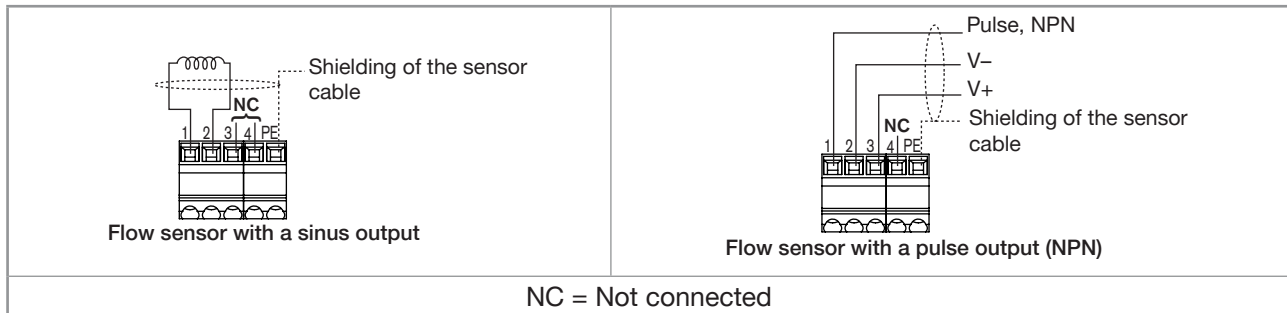 Shielding of the sensor
cable
NC
1 2 3 4 PE
Flow sensor with a sinus output
Pulse, NPN
V–
V+
Shielding of the sensor
cable
NC
1 2 3 4 PE
Flow sensor with a pulse output (NPN)
NC = Not connected